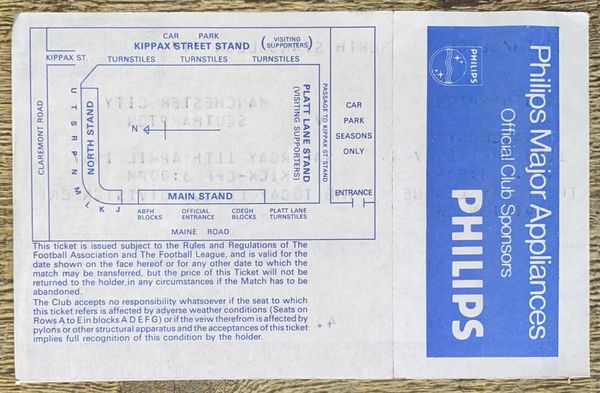 CAR PARK
KIPPAX STREET STAND (VISITING SUPPORTERS)
KIPPAX ST. TURNSTILES TURNSTILES TURNSTILES
CLAREMONT ROAD
U T S R P N M L K J
NORTH STAND
N
PLATT LANE STAND
(VISITING SUPPORTERS)
PASSAGE TO KIPPAX ST. STAND
CAR
PARK
SEASONS
ONLY
ENTRANCE
MAIN STAND
ABFH BLOCKS
OFFICIAL ENTRANCE
CDEGH BLOCKS
PLATT LANE TURNSTILES
MAINE ROAD
This ticket is issued subject to the Rules and Regulations of The
Football Association and The Football League, and is valid for the
date shown on the face hereof or for any other date to which the
match may be transferred, but the price of this Ticket will not be
returned to the holder, in any circumstances if the Match has to be
abandoned.
The Club accepts no responsibility whatsoever if the seat to which
this ticket refers is affected by adyerse weather conditions (Seats on
Rows A to E in blocks A D E F G) or if the veiw therefrom is affected by
pylons or other structural apparatus and the acceptances of this ticket
implies full recognition of this condition by the holder.
Philips Major Appliances
Official Club Sponsors
PHILIPS
PHILIPS